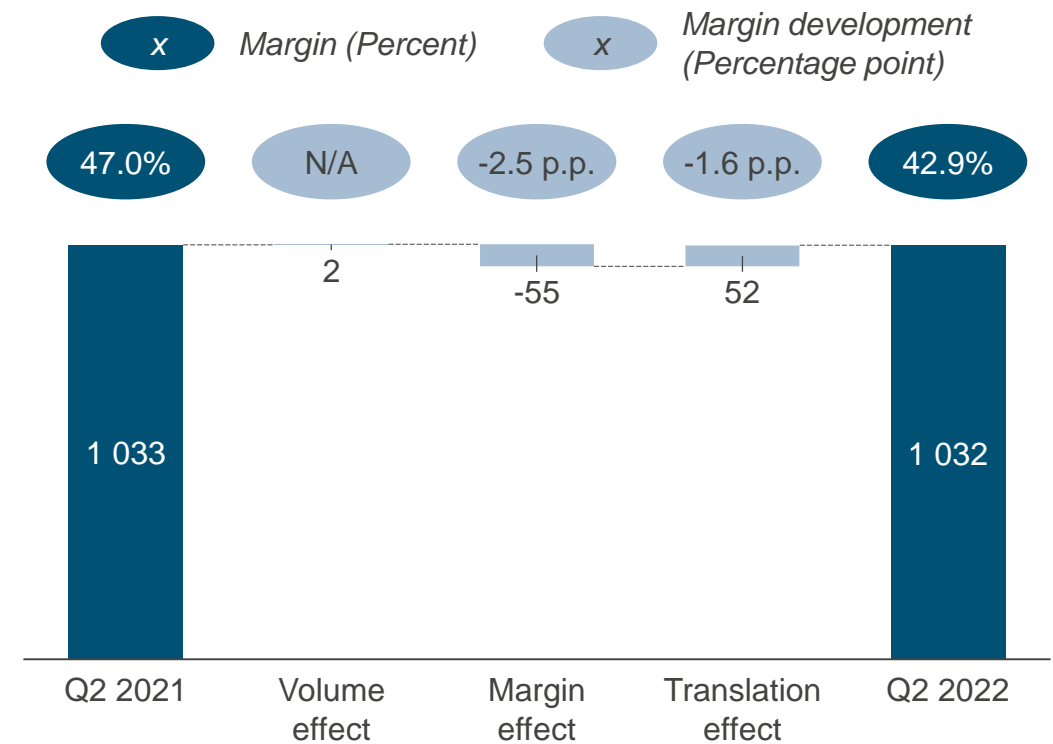 x Margin (Percent)
x Margin development
(Percentage point)
47.0% N/A -2.5 p.p. -1.6 p.p. 42.9%
2 -55 52
1 033 1 032
Q2 2021 Volume Margin Translation Q2 2022
effect effect effect